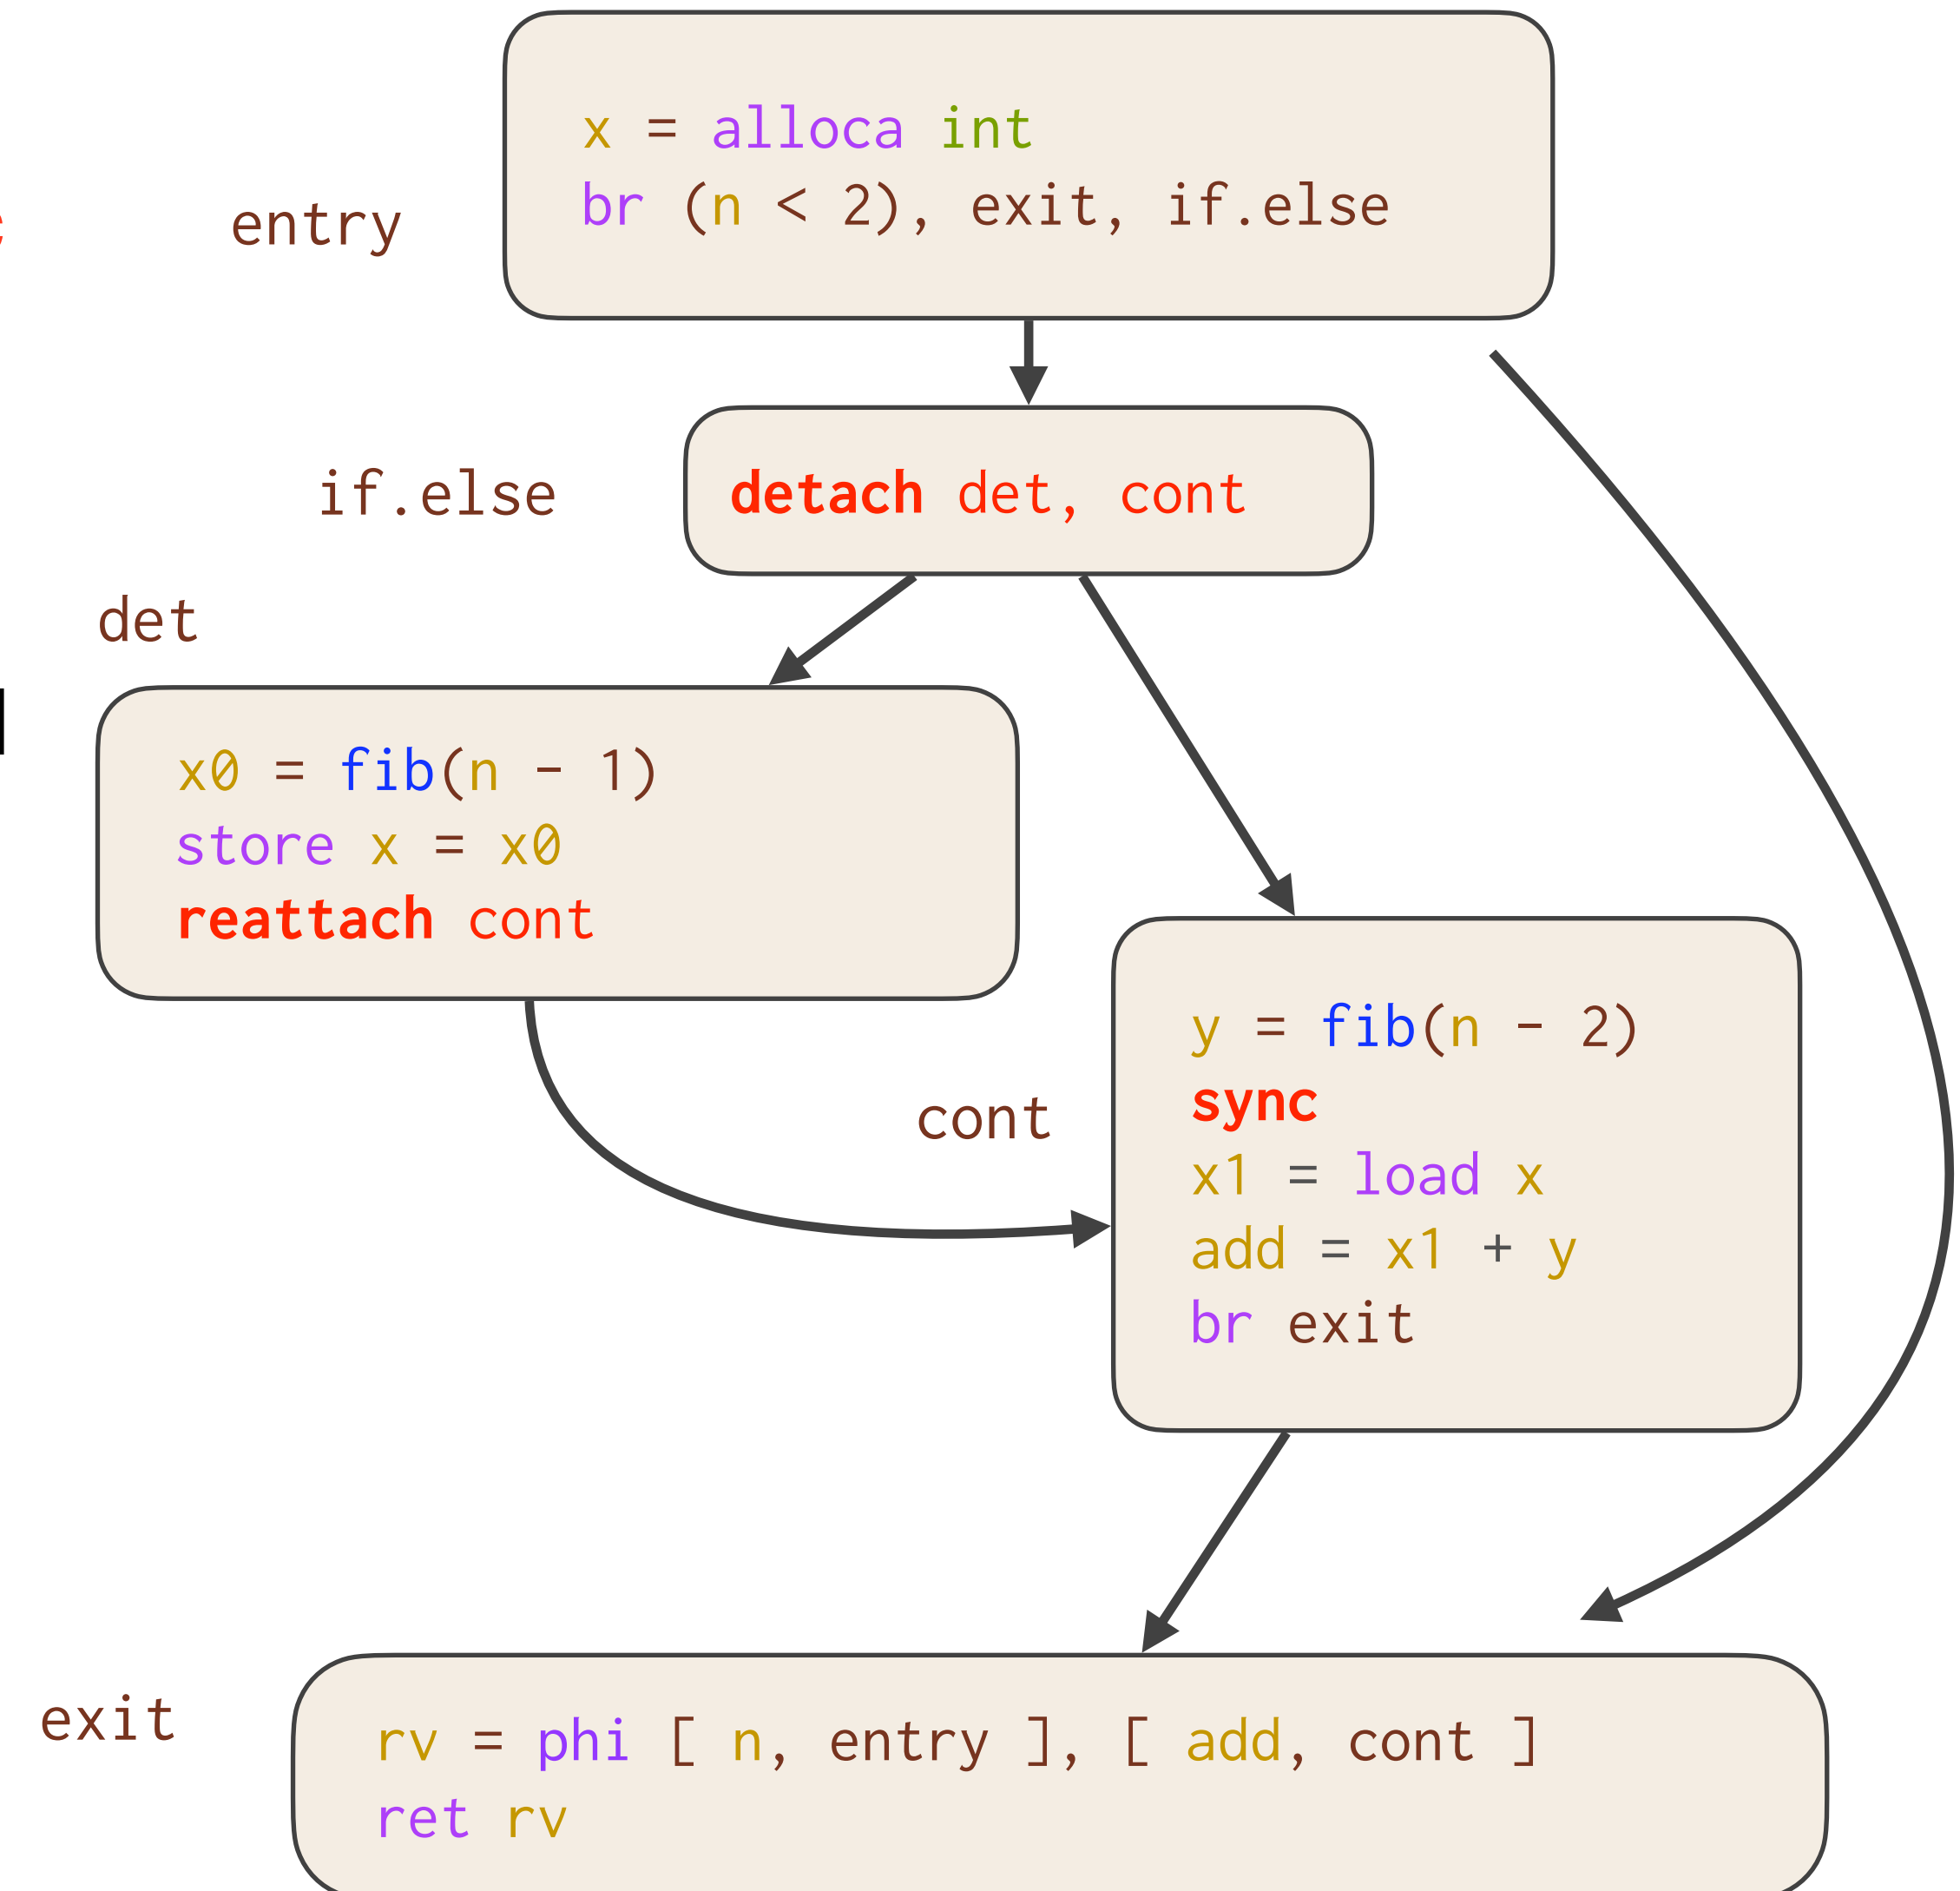 entry
x = alloca int
br (n < 2), exit, if.else
if.else
detach det, cont
det
x0 = fib(n - 1)
store x = x0
reattach cont
cont
y = fib(n - 2)
sync
x1 = load x
add = x1 + y
br exit
exit
rv = phi [ n, entry ], [ add, cont ]
ret rv